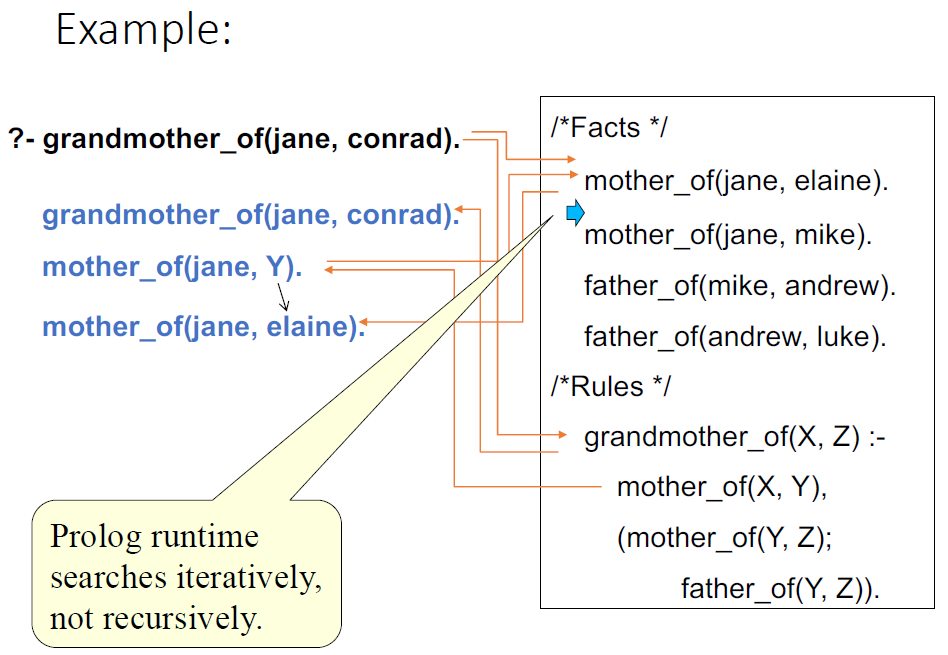 Example:
?- grandmother_of(jane, conrad).
grandmother_of(jane, conrad).
mother_of(jane, Y).
mother_of(jane, elaine).
Prolog runtime
searches iteratively,
not recursively.
/*Facts */
mother_of(jane, elaine).
mother_of(jane, mike).
father_of(mike, andrew).
father_of(andrew, luke).
/*Rules */
grandmother_of(X, Z) :-
mother_of(X, Y),
(mother_of(Y, Z);
father_of(Y, Z)).